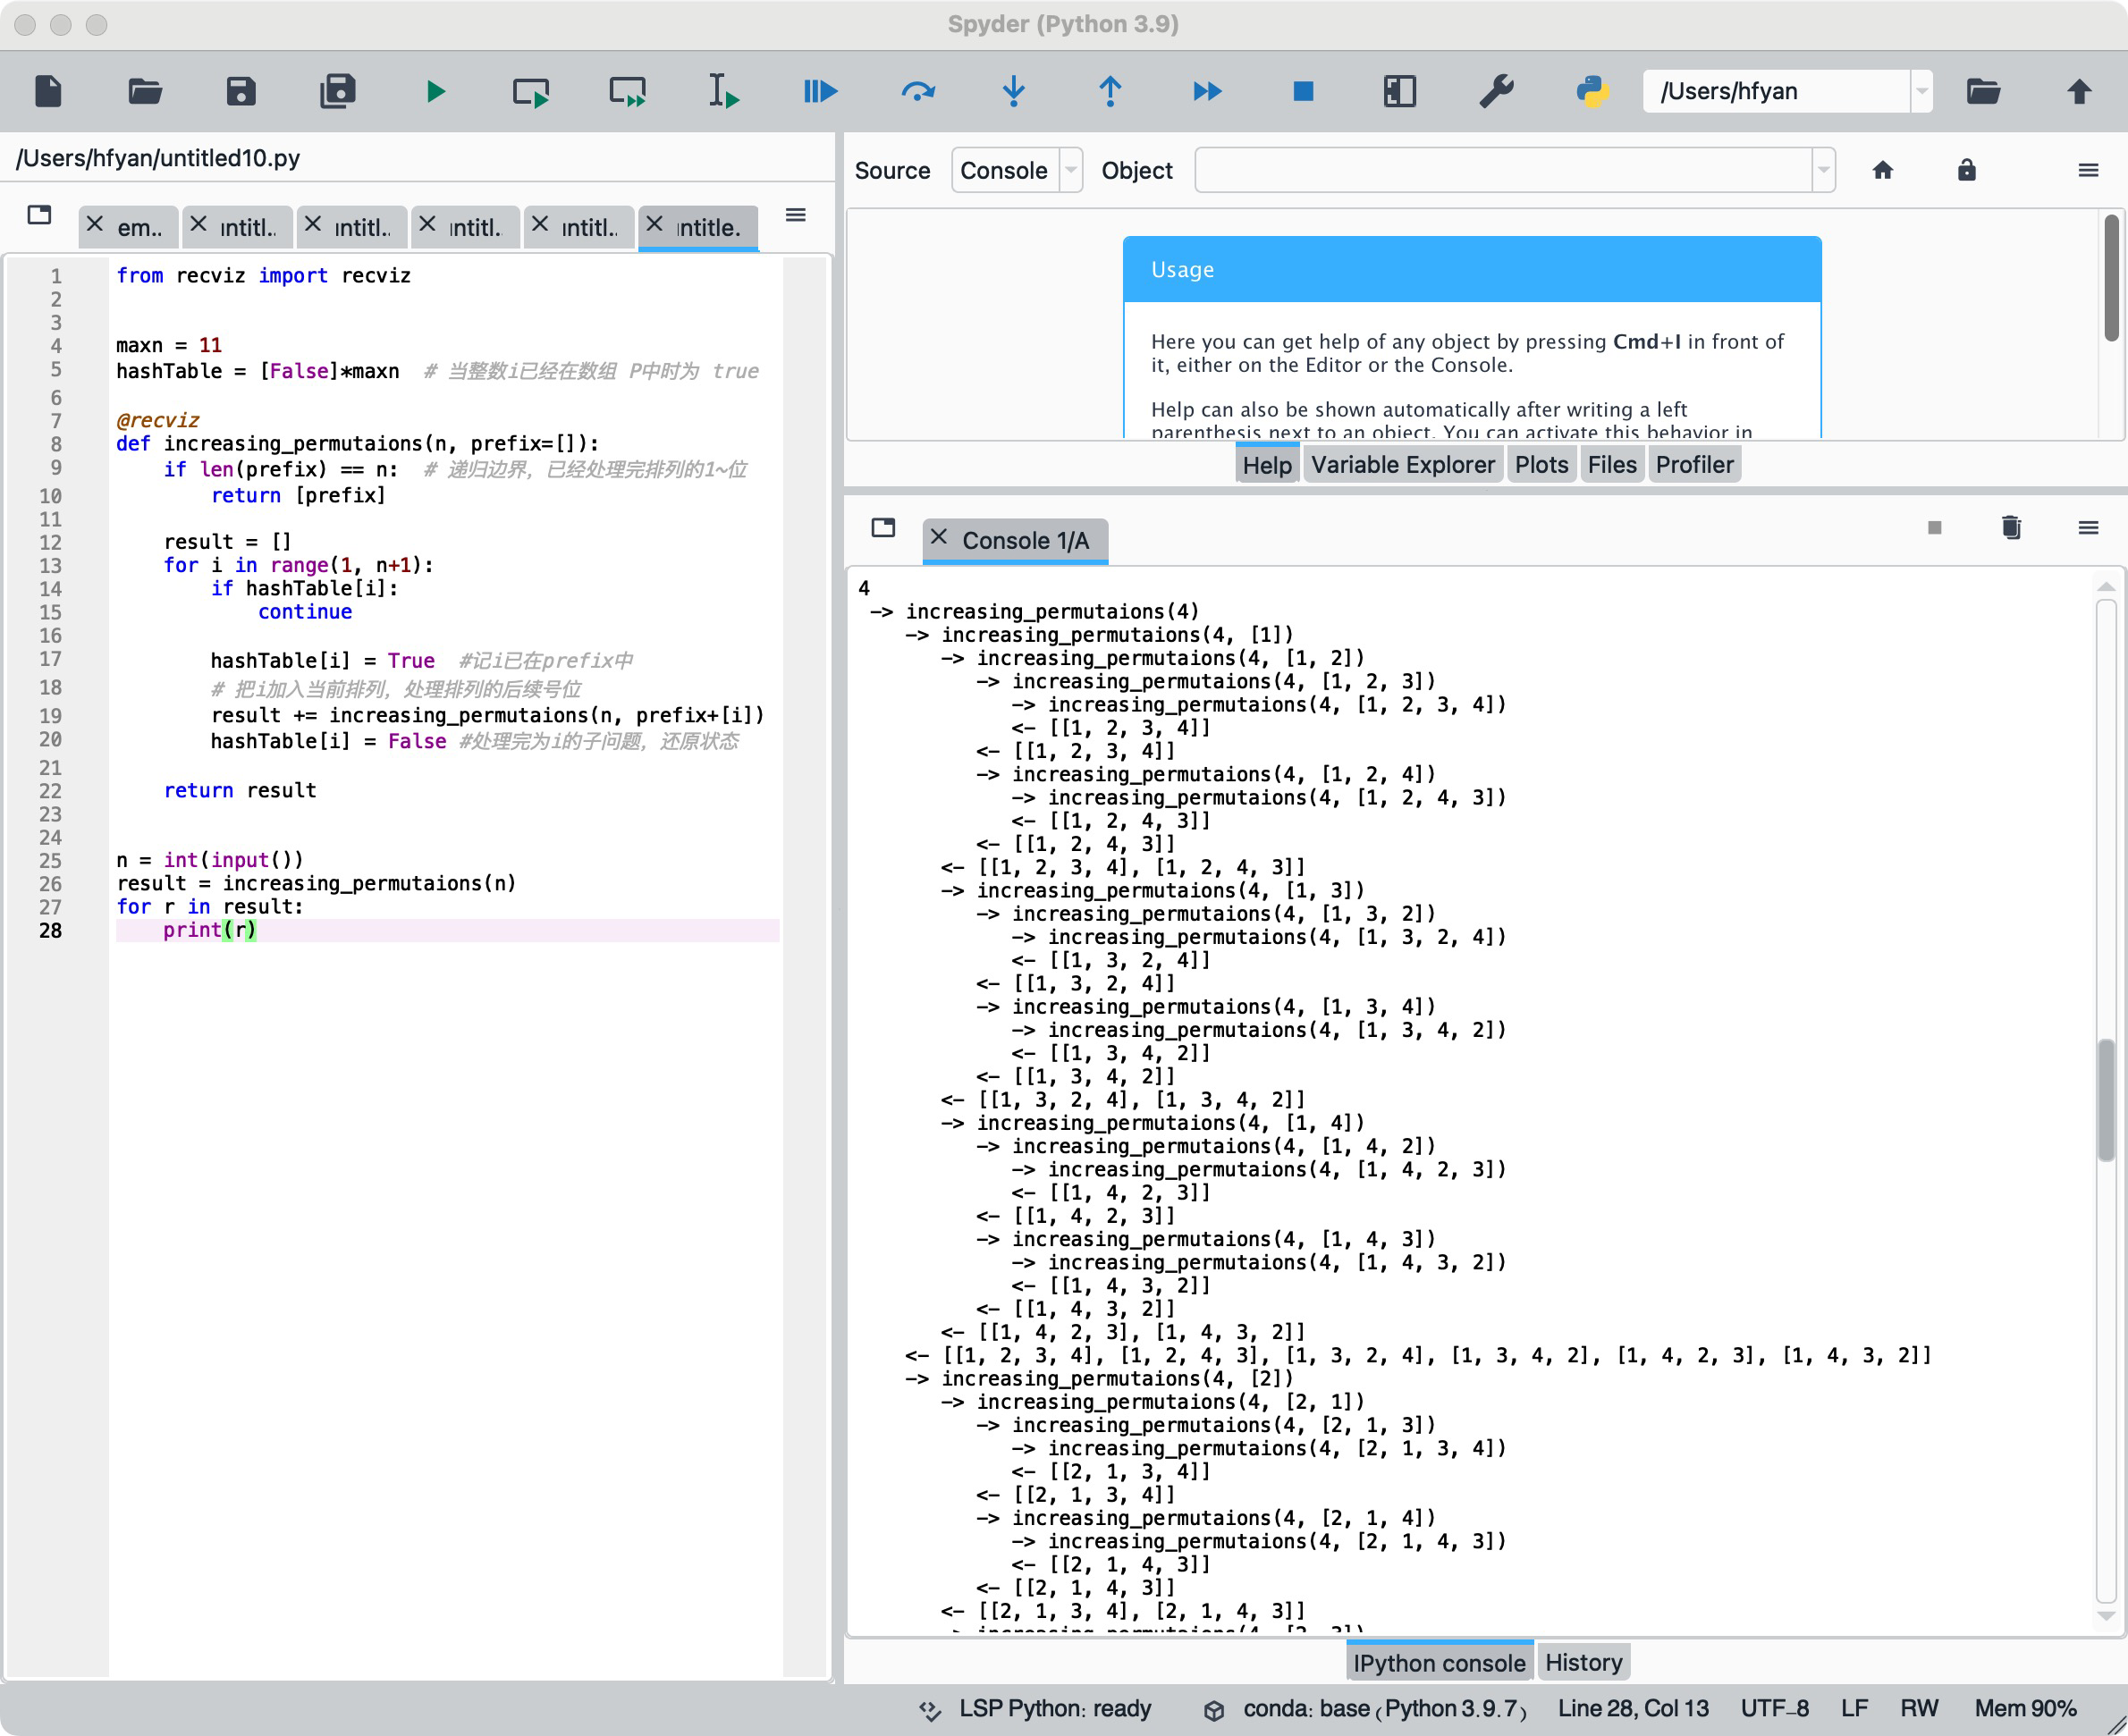 Spyder (Python 3.9)
/Users/hfyan
/Users/hfyan/untitled10.py
em..
ıntitl..
ıntitl..
ıntitl.
ıntitl..
ıntitle.
1 from recviz import recviz
2
3
4 maxn = 11
5 hashTable = [False]*maxn  # 当整数i已经在数组 P中时为 true
6
7 @recviz
8 def increasing_permutaions(n, prefix=[]):
9     if len(prefix) == n:  # 递归边界，已经处理完排列的1~位
10         return [prefix]
11
12     result = []
13     for i in range(1, n+1):
14         if hashTable[i]:
15             continue
16
17         hashTable[i] = True  #记i已在prefix中
18         # 把i加入当前排列，处理排列的后续号位
19         result += increasing_permutaions(n, prefix+[i])
20         hashTable[i] = False #处理完为i的子问题，还原状态
21
22     return result
23
24
25 n = int(input())
26 result = increasing_permutaions(n)
27 for r in result:
28     print(r)
Source Console Object
Usage
Here you can get help of any object by pressing Cmd+I in front of
it, either on the Editor or the Console.
Help can also be shown automatically after writing a left
parenthesis next to an object. You can activate this behavior in
Help Variable Explorer Plots Files Profiler
Console 1/A
4
 -> increasing_permutaions(4)
    -> increasing_permutaions(4, [1])
       -> increasing_permutaions(4, [1, 2])
          -> increasing_permutaions(4, [1, 2, 3])
             -> increasing_permutaions(4, [1, 2, 3, 4])
             <- [[1, 2, 3, 4]]
          <- [[1, 2, 3, 4]]
          -> increasing_permutaions(4, [1, 2, 4])
             -> increasing_permutaions(4, [1, 2, 4, 3])
             <- [[1, 2, 4, 3]]
          <- [[1, 2, 4, 3]]
       <- [[1, 2, 3, 4], [1, 2, 4, 3]]
       -> increasing_permutaions(4, [1, 3])
          -> increasing_permutaions(4, [1, 3, 2])
             -> increasing_permutaions(4, [1, 3, 2, 4])
             <- [[1, 3, 2, 4]]
          <- [[1, 3, 2, 4]]
          -> increasing_permutaions(4, [1, 3, 4])
             -> increasing_permutaions(4, [1, 3, 4, 2])
             <- [[1, 3, 4, 2]]
          <- [[1, 3, 4, 2]]
       <- [[1, 3, 2, 4], [1, 3, 4, 2]]
       -> increasing_permutaions(4, [1, 4])
          -> increasing_permutaions(4, [1, 4, 2])
             -> increasing_permutaions(4, [1, 4, 2, 3])
             <- [[1, 4, 2, 3]]
          <- [[1, 4, 2, 3]]
          -> increasing_permutaions(4, [1, 4, 3])
             -> increasing_permutaions(4, [1, 4, 3, 2])
             <- [[1, 4, 3, 2]]
          <- [[1, 4, 3, 2]]
       <- [[1, 4, 2, 3], [1, 4, 3, 2]]
    <- [[1, 2, 3, 4], [1, 2, 4, 3], [1, 3, 2, 4], [1, 3, 4, 2], [1, 4, 2, 3], [1, 4, 3, 2]]
    -> increasing_permutaions(4, [2])
       -> increasing_permutaions(4, [2, 1])
          -> increasing_permutaions(4, [2, 1, 3])
             -> increasing_permutaions(4, [2, 1, 3, 4])
             <- [[2, 1, 3, 4]]
          <- [[2, 1, 3, 4]]
          -> increasing_permutaions(4, [2, 1, 4])
             -> increasing_permutaions(4, [2, 1, 4, 3])
             <- [[2, 1, 4, 3]]
          <- [[2, 1, 4, 3]]
       <- [[2, 1, 3, 4], [2, 1, 4, 3]]
       -> increasing_permutaions(4, [2, 3])
IPython console History
LSP Python: ready conda: base (Python 3.9.7) Line 28, Col 13 UTF-8 LF RW Mem 90%